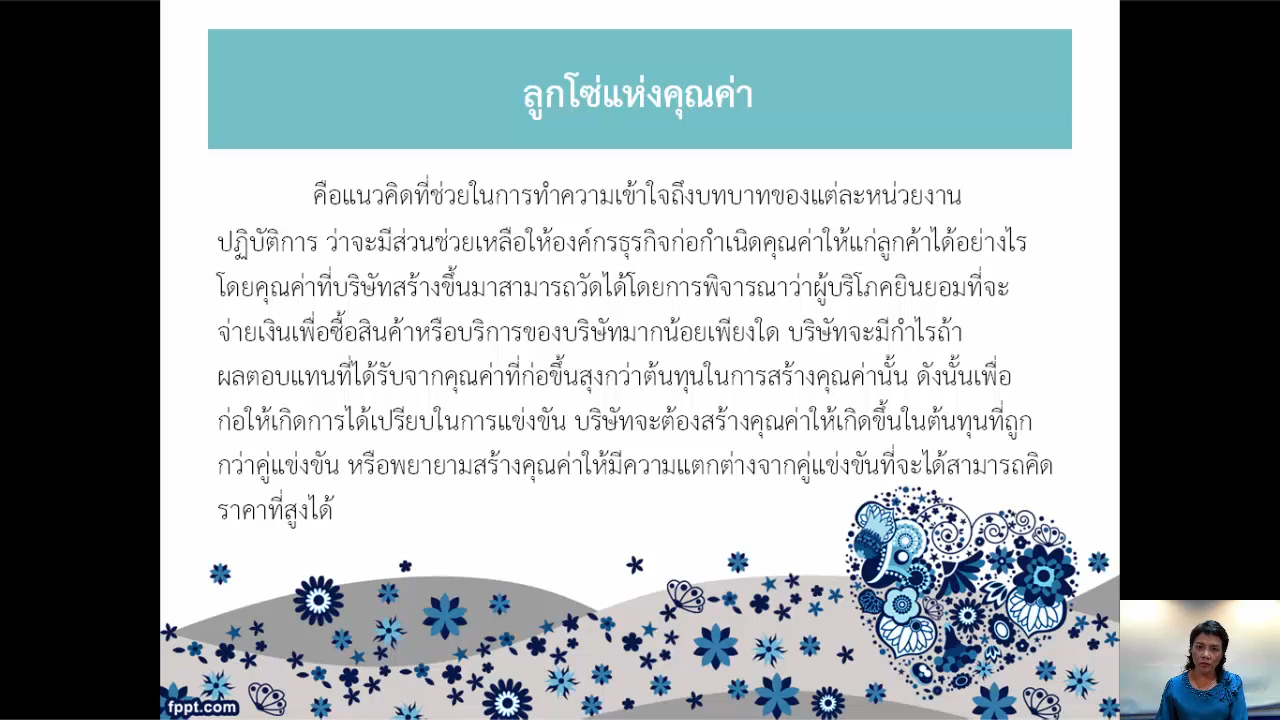 ลูกโซ่แห่งคุณค่า
คือแนวคิดที่ช่วยในการทำความเข้าใจถึงบทบาทของแต่ละหน่วยงาน
ปฏิบัติการ ว่าจะมีส่วนช่วยเหลือให้องค์กรธุรกิจก่อกำเนิดคุณค่าให้แก่ลูกค้าได้อย่างไร
โดยคุณค่าที่บริษัทสร้างขึ้นมาสามารถวัดได้โดยการพิจารณาว่าผู้บริโภคยินยอมที่จะ
จ่ายเงินเพื่อซื้อสินค้าหรือบริการของบริษัทมากน้อยเพียงใด บริษัทจะมีกำไรถ้า
ผลตอบแทนที่ได้รับจากคุณค่าที่ก่อขึ้นสุงกว่าต้นทุนในการสร้างคุณค่านั้น ดังนั้นเพื่อ
ก่อให้เกิดการได้เปรียบในการแข่งขัน บริษัทจะต้องสร้างคุณค่าให้เกิดขึ้นในต้นทุนที่ถูก
กว่าคู่แข่งขัน หรือพยายามสร้างคุณค่าให้มีความแตกต่างจากคู่แข่งขันที่จะได้สามารถคิด
ราคาที่สูงได้
fppt.com